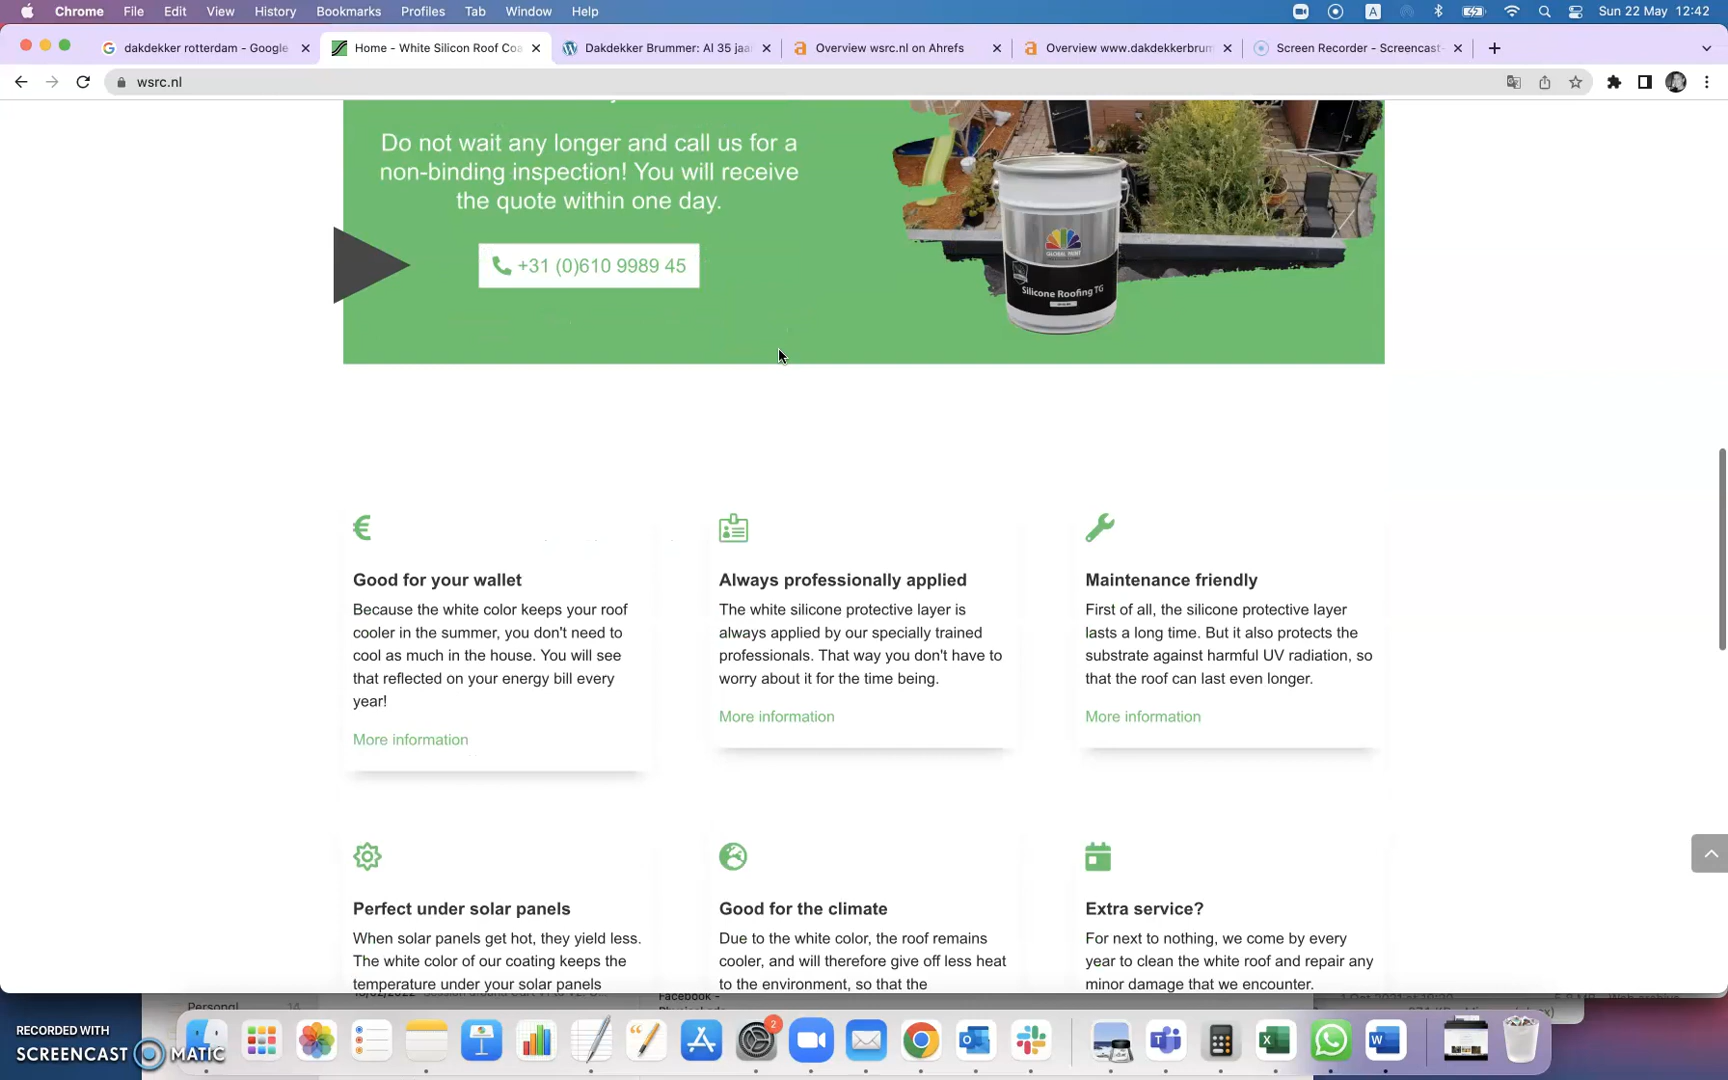 Chrome File Edit View History Bookmarks Profiles Tab Window Help A Sun 22 May 12:42
dakdekker rotterdam - Google
Home - White Silicon Roof Coa
Dakdekker Brummer: Al 35 jaa
Overview wsrc.nl on Ahrefs
Overview www.dakdekkerbrum
Screen Recorder - Screencast-
wsrc.nl
Do not wait any longer and call us for a
non-binding inspection! You will receive
the quote within one day.
+31 (0)610 9989 45
GLOBAL PAINT
Silicone Roofing TG
Good for your wallet
Because the white color keeps your roof
cooler in the summer, you don't need to
cool as much in the house. You will see
that reflected on your energy bill every
year!
More information
Always professionally applied
The white silicone protective layer is
always applied by our specially trained
professionals. That way you don't have to
worry about it for the time being.
More information
Maintenance friendly
First of all, the silicone protective layer
lasts a long time. But it also protects the
substrate against harmful UV radiation, so
that the roof can last even longer.
More information
Perfect under solar panels
When solar panels get hot, they yield less.
The white color of our coating keeps the
temperature under your solar panels
Good for the climate
Due to the white color, the roof remains
cooler, and will therefore give off less heat
to the environment, so that the
Extra service?
For next to nothing, we come by every
year to clean the white roof and repair any
minor damage that we encounter.
Personal 14
Facebook -
2
RECORDED WITH
SCREENCAST MATIC